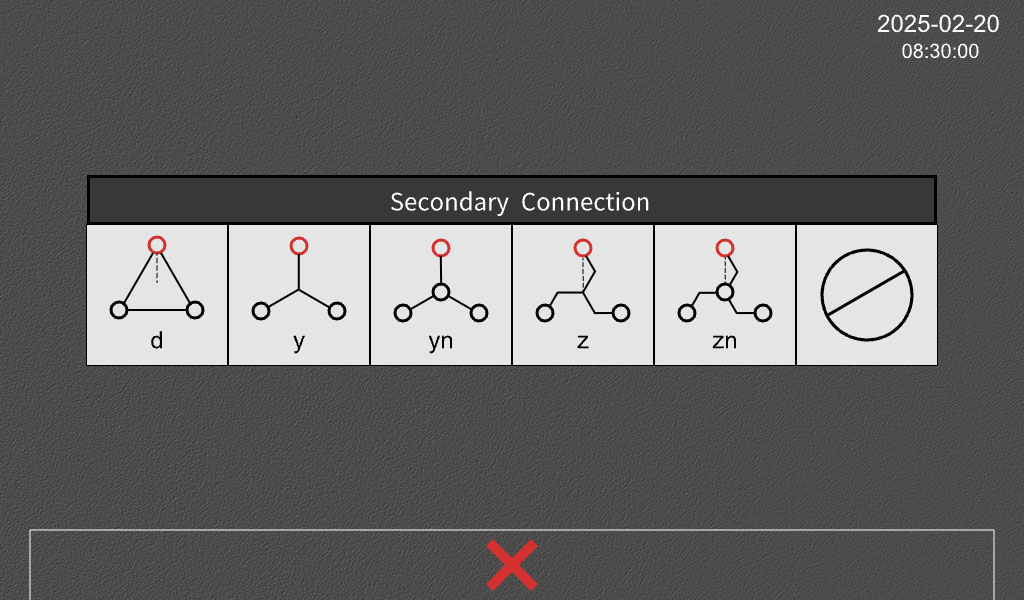 2025-02-20
08:30:00
Secondary Connection
d y yn z zn